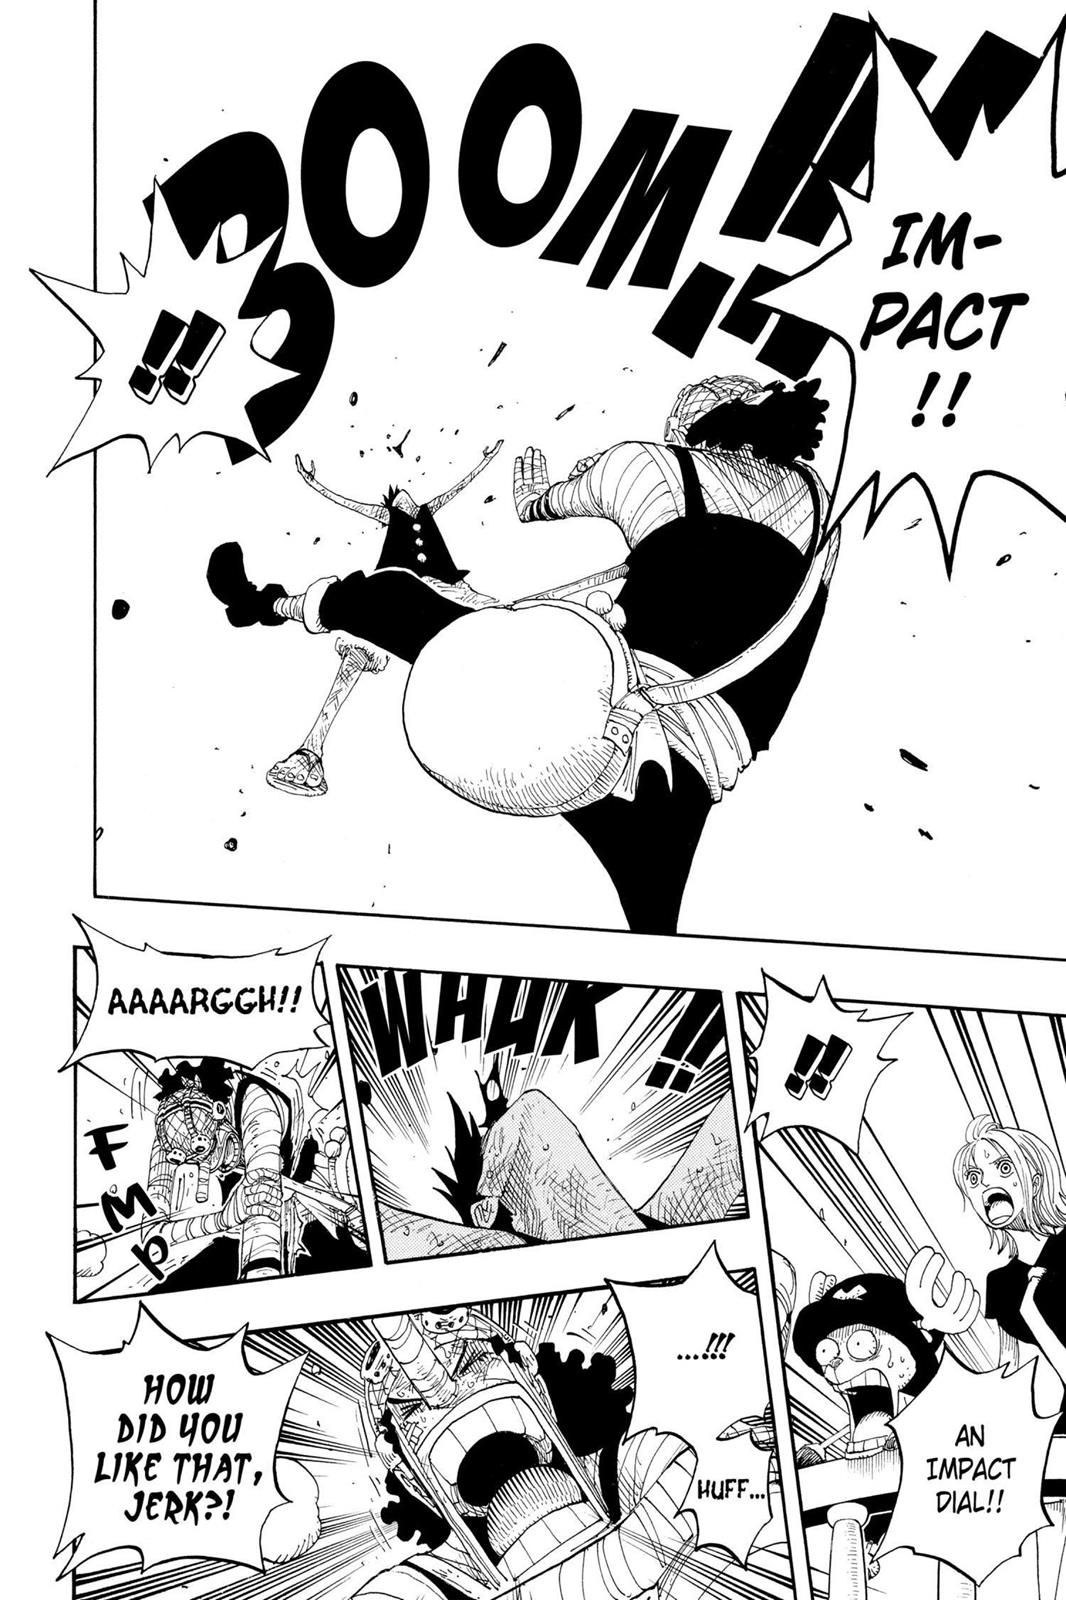 IM-
PACT
!!
BOOM!!
!!
!!
AN
IMPACT
DIAL!!
WHUK!!
AAAARGGH!!
FMP
...!!!
HUFF...
HOW
DID YOU
LIKE THAT,
JERK?!